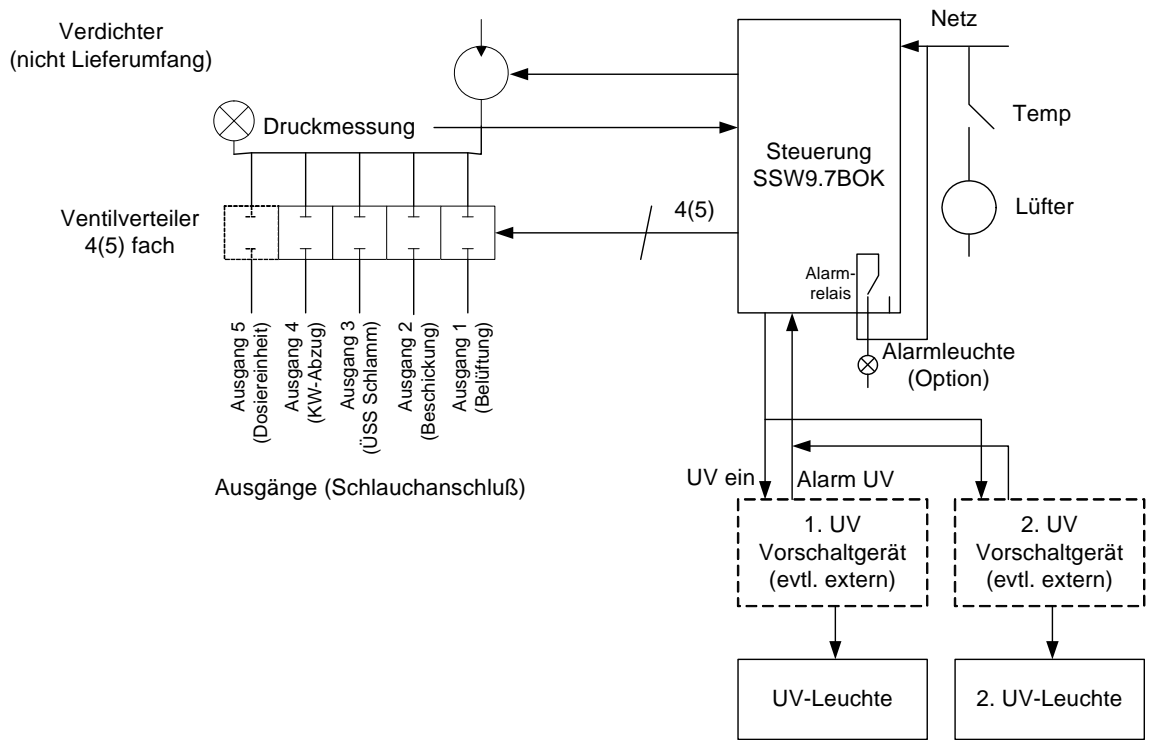 Verdichter
(nicht Lieferumfang)
Netz
Druckmessung
Temp
Steuerung
SSW9.7BOK
Ventilverteiler
4(5) fach
4(5)
Lüfter
Alarm-
relais
Ausgang 5
(Dosiereinheit)
Ausgang 4
(KW-Abzug)
Ausgang 3
(ÜSS Schlamm)
Ausgang 2
(Beschickung)
Ausgang 1
(Belüftung)
Alarmleuchte
(Option)
Ausgänge (Schlauchanschluß)
UV ein
Alarm UV
1. UV
Vorschaltgerät
(evtl. extern)
2. UV
Vorschaltgerät
(evtl. extern)
UV-Leuchte
2. UV-Leuchte